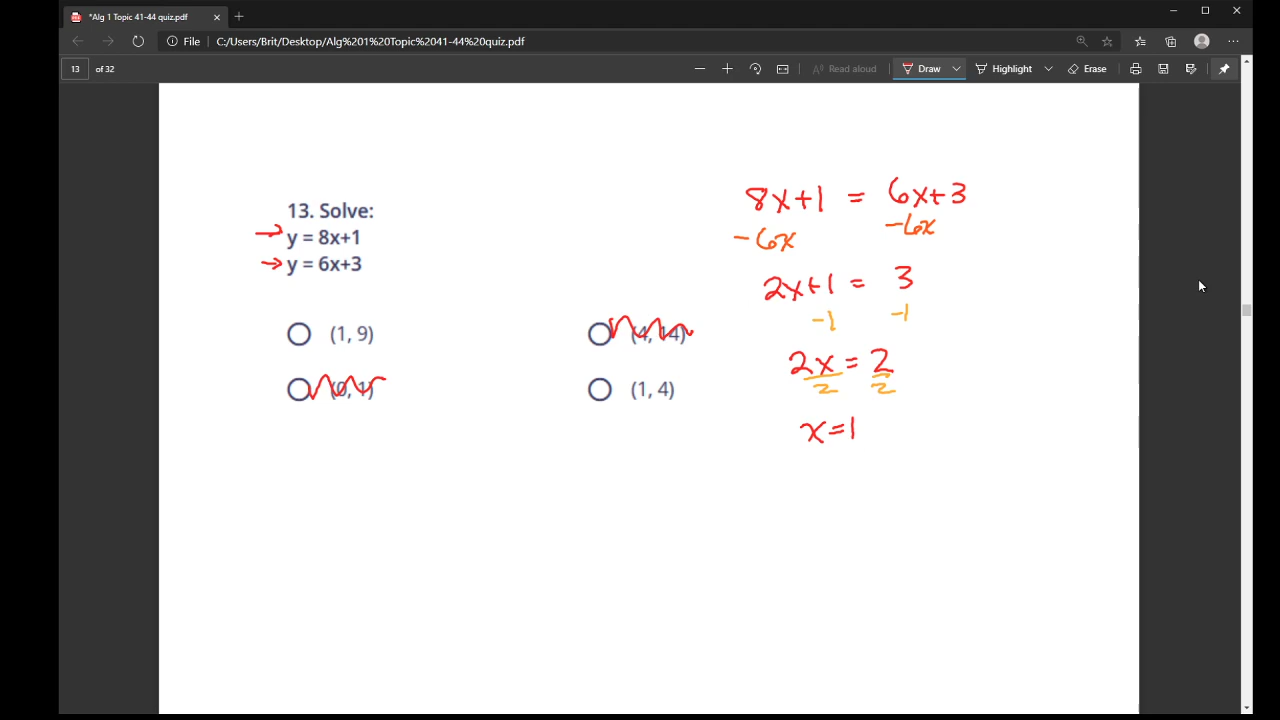 *Alg 1 Topic 41-44 quiz.pdf
File
C:/Users/Brit/Desktop/Alg%201%20Topic%2041-44%20quiz.pdf
13 of 32
Read aloud
Draw
Highlight
Erase
13. Solve:
y = 8x+1
y = 6x+3
(1, 9)
(4, 14)
(0, 1)
(1, 4)
8x+1 = 6x+3
-6x -6x
2x+1 = 3
-1 -1
2x = 2
2 2
x=1